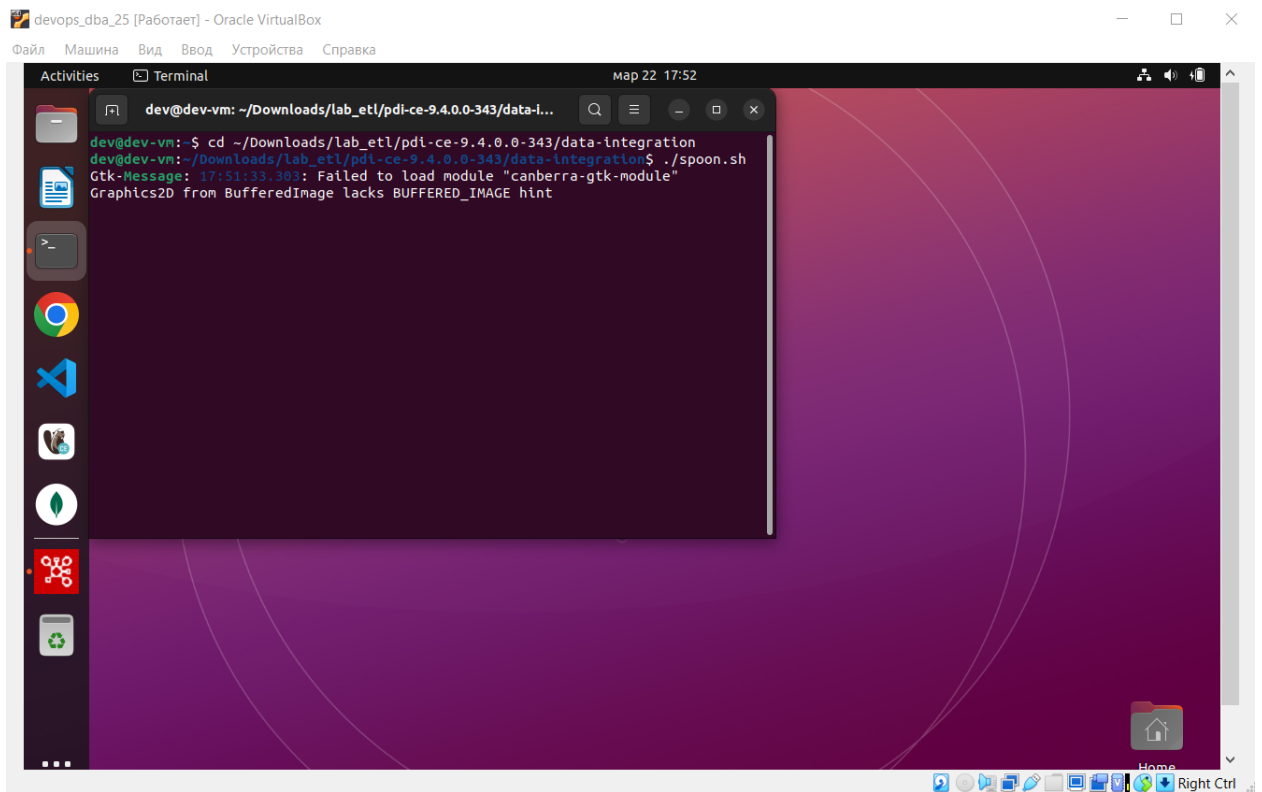 devops_dba_25 [Работает] - Oracle VirtualBox
Файл Машина Вид Ввод Устройства Справка
Activities Terminal мар 22 17:52
dev@dev-vm: ~/Downloads/lab_etl/pdi-ce-9.4.0.0-343/data-i...
dev@dev-vm:~$ cd ~/Downloads/lab_etl/pdi-ce-9.4.0.0-343/data-integration
dev@dev-vm:~/Downloads/lab_etl/pdi-ce-9.4.0.0-343/data-integration$ ./spoon.sh
Gtk-Message: 17:51:33.303: Failed to load module "canberra-gtk-module"
Graphics2D from BufferedImage lacks BUFFERED_IMAGE hint
>_
CE
Home
Right Ctrl